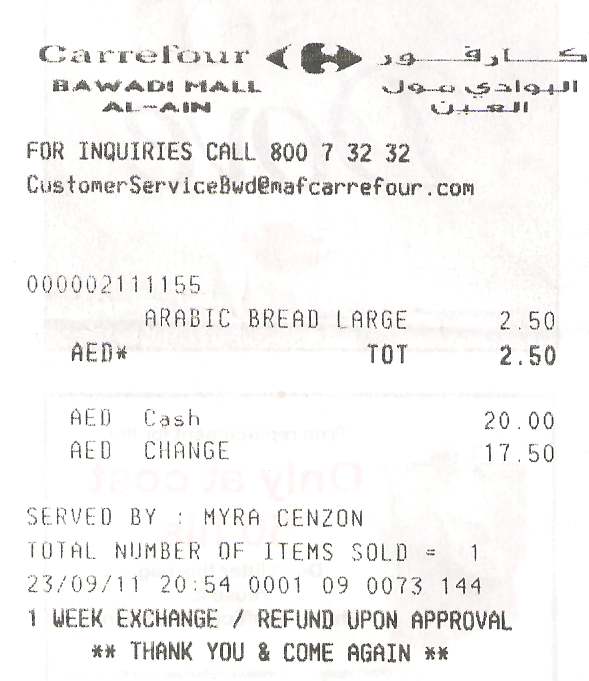 Carrefour كارفور
BAWADI MALL البوادي مول
AL-AIN العين
FOR INQUIRIES CALL 800 7 32 32
CustomerServiceBwd@mafcarrefour.com
000002111155
ARABIC BREAD LARGE 2.50
AED* TOT 2.50
AED Cash 20.00
AED CHANGE 17.50
SERVED BY : MYRA CENZON
TOTAL NUMBER OF ITEMS SOLD = 1
23/09/11 20:54 0001 09 0073 144
1 WEEK EXCHANGE / REFUND UPON APPROVAL
** THANK YOU & COME AGAIN **
Only at cost